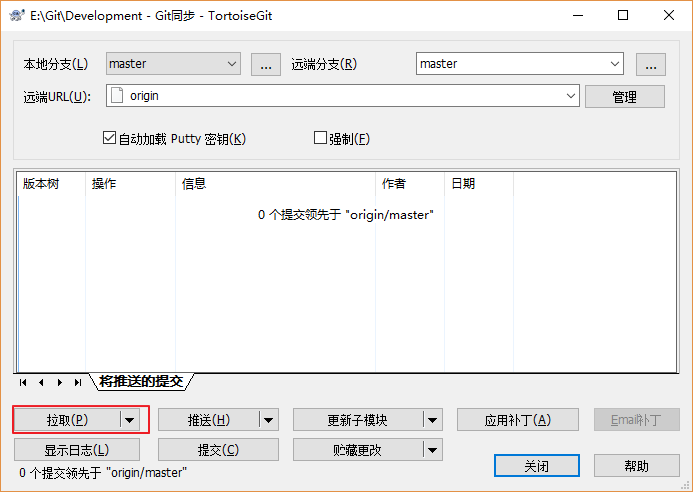 E:\Git\Development - Git同步 - TortoiseGit
本地分支(L) master ... 远端分支(R) master ...
远端URL(U): origin 管理
自动加载 Putty 密钥(K) 强制(F)
版本树 操作 信息 作者 日期
0 个提交领先于 "origin/master"
将推送的提交
拉取(P) 推送(H) 更新子模块 应用补丁(A) Email补丁
显示日志(L) 提交(C) 贮藏更改
关闭 帮助
0 个提交领先于 "origin/master"